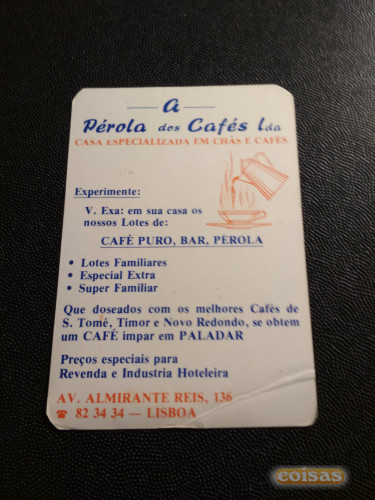 A
Pérola dos Cafés Lda
CASA ESPECIALIZADA EM CHÁS E CAFÉS
Experimente:
V. Exa: em sua casa os
nossos Lotes de:
CAFÉ PURO, BAR, PÉROLA
• Lotes Familiares
• Especial Extra
• Super Familiar
Que doseados com os melhores Cafés de
S. Tomé, Timor e Novo Redondo, se obtem
um CAFÉ impar em PALADAR
Preços especiais para
Revenda e Industria Hoteleira
AV. ALMIRANTE REIS, 136
☎ 82 34 34 — LISBOA
coisas